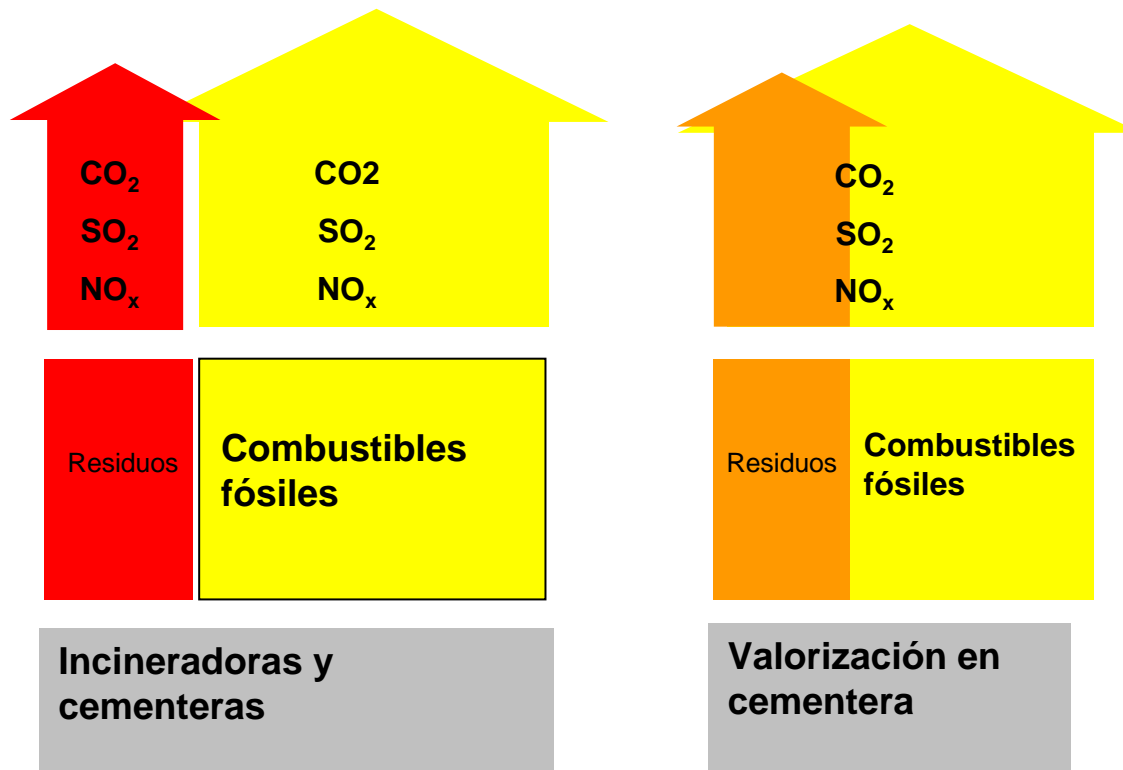 CO₂
SO₂
NOₓ
CO2
SO₂
NOₓ
CO₂
SO₂
NOₓ
Residuos
Combustibles
fósiles
Residuos
Combustibles
fósiles
Incineradoras y
cementeras
Valorización en
cementera